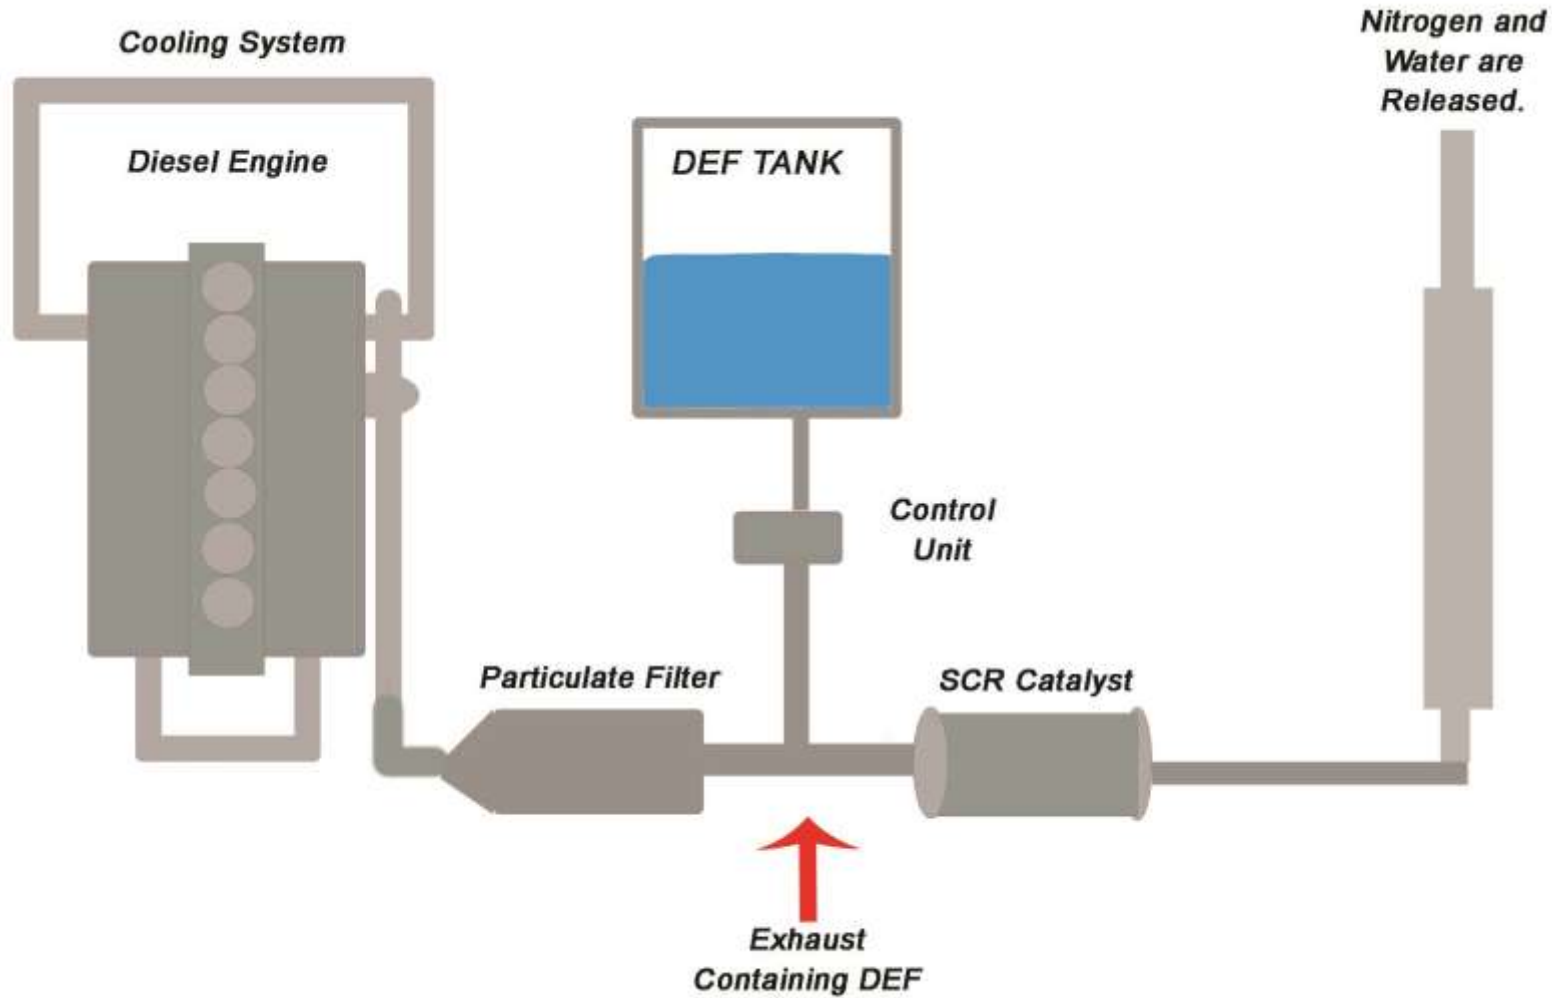 Cooling System
Nitrogen and
Water are
Released.
Diesel Engine
DEF TANK
Control
Unit
Particulate Filter
SCR Catalyst
Exhaust
Containing DEF